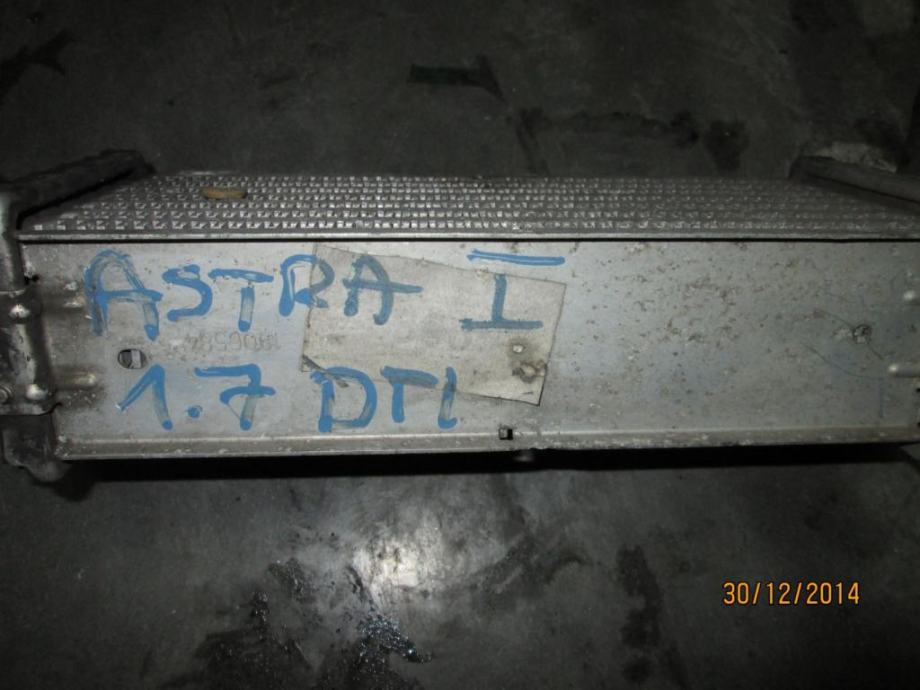 ASTRA I
1.7 DTI
30/12/2014